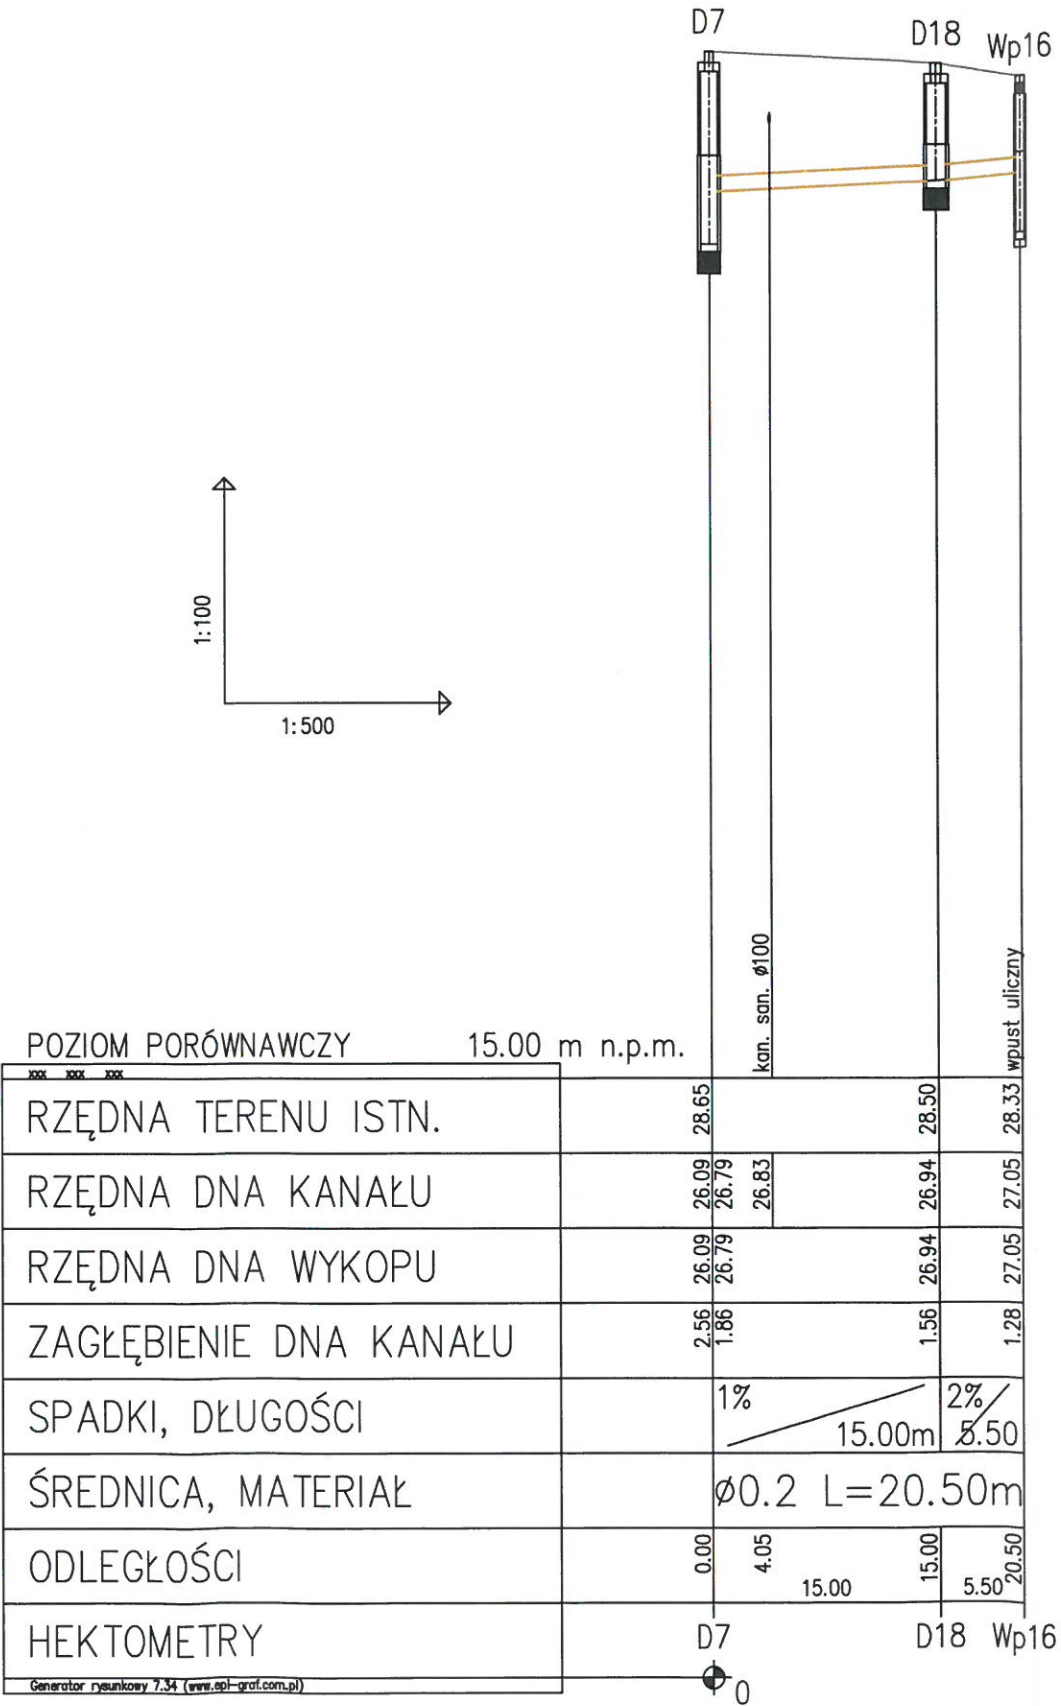 D7
D18
Wp16
1:100
1:500
kan. san. ø100
wpust uliczny
POZIOM PORÓWNAWCZY 15.00 m n.p.m.
xxx xxx xxx
RZĘDNA TERENU ISTN. 28.65 28.50 28.33
RZĘDNA DNA KANAŁU 26.09 26.79 26.83 26.94 27.05
RZĘDNA DNA WYKOPU 26.09 26.79 26.94 27.05
ZAGŁĘBIENIE DNA KANAŁU 2.56 1.86 1.56 1.28
SPADKI, DŁUGOŚCI 1% 15.00m 2% 5.50
ŚREDNICA, MATERIAŁ ø0.2 L=20.50m
ODLEGŁOŚCI 0.00 4.05 15.00 15.00 5.50 20.50
HEKTOMETRY D7 D18 Wp16
Generator rysunkowy 7.34 (www.epi-graf.com.pl)
0